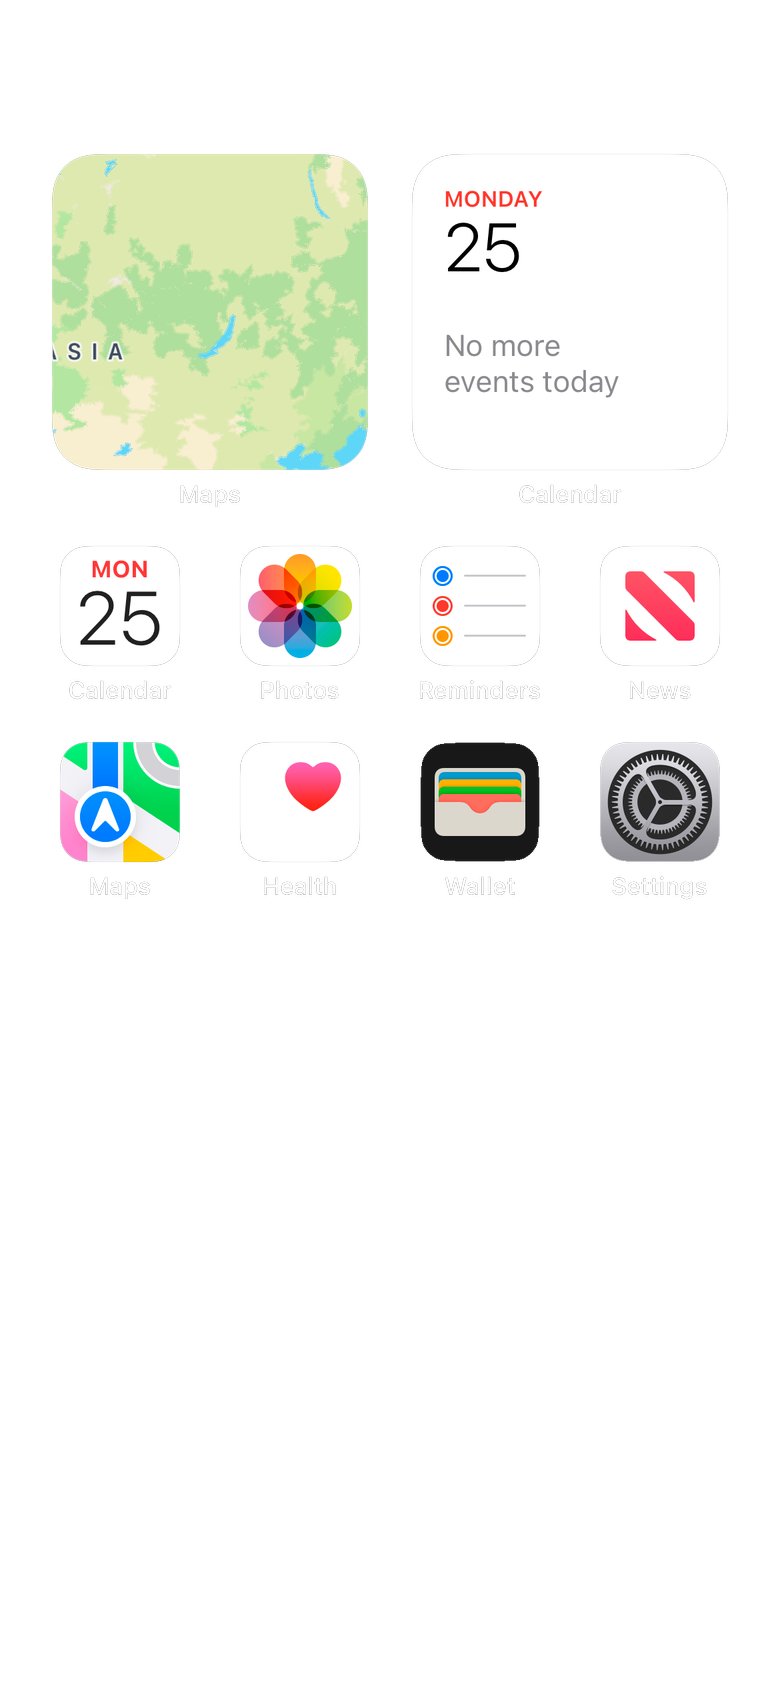 ASIA
MONDAY
25
No more
events today
Maps
Calendar
MON
25
Calendar
Photos
Reminders
News
Maps
Health
Wallet
Settings